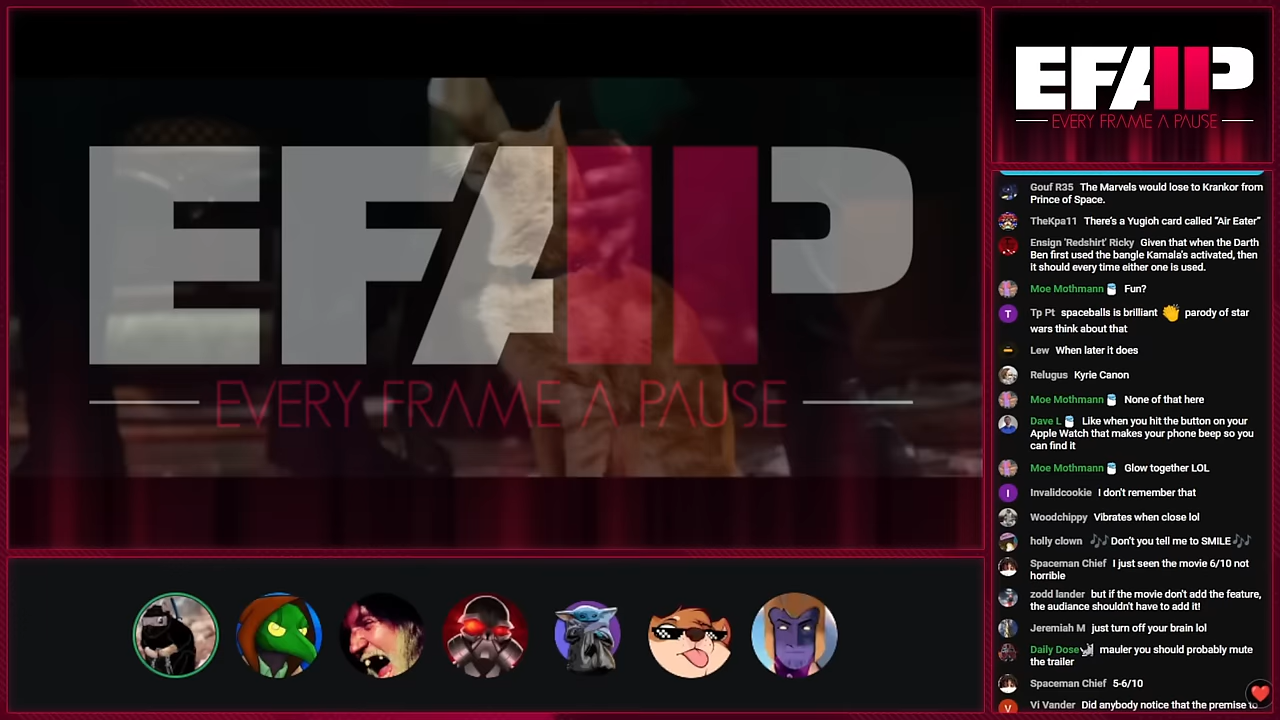 EFAP
EVERY FRAME A PAUSE
EFAP
EVERY FRAME A PAUSE
Gouf R35 The Marvels would lose to Krankor from
Prince of Space.
TheKpa11 There's a Yugioh card called “Air Eater”
Ensign 'Redshirt' Ricky Given that when the Darth
Ben first used the bangle Kamala's activated, then
it should every time either one is used.
Moe Mothmann Fun?
Tp Pt spaceballs is brilliant 👏 parody of star
wars think about that
Lew When later it does
Relugus Kyrie Canon
Moe Mothmann None of that here
Dave L Like when you hit the button on your
Apple Watch that makes your phone beep so you
can find it
Moe Mothmann Glow together LOL
I
Invalidcookie I don't remember that
Woodchippy Vibrates when close lol
holly clown 🎶Don't you tell me to SMILE🎶
Spaceman Chief I just seen the movie 6/10 not
horrible
zodd lander but if the movie don't add the feature,
the audiance shouldn't have to add it!
Jeremiah M just turn off your brain lol
Daily Dose mauler you should probably mute
the trailer
Spaceman Chief 5-6/10
Vi Vander Did anybody notice that the premise to